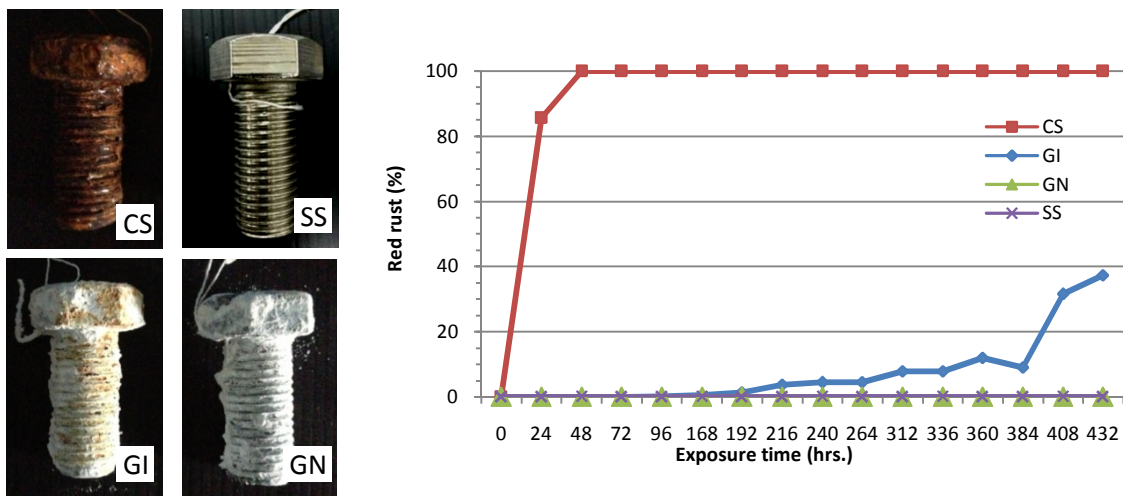 CS
SS
GI
GN
Red rust (%)
100
80
60
40
20
0
CS
GI
GN
SS
0 24 48 72 96 168 192 216 240 264 312 336 360 384 408 432
Exposure time (hrs.)